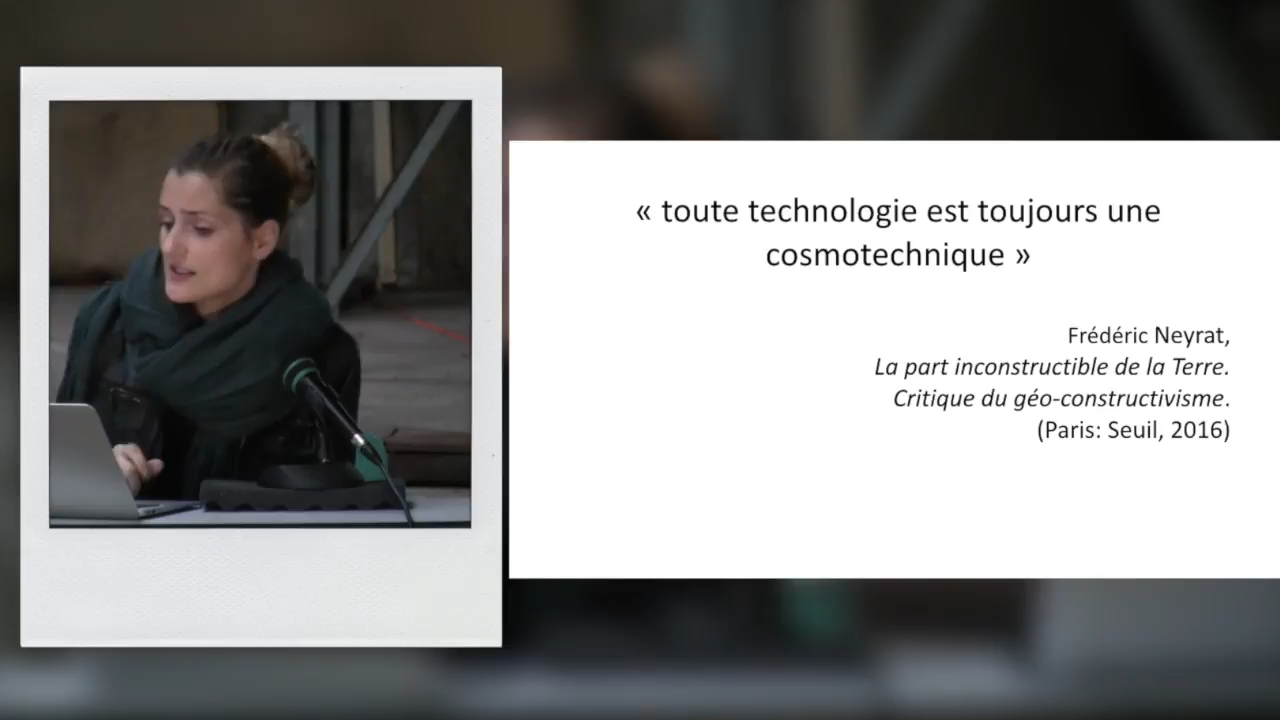 « toute technologie est toujours une
cosmotechnique »
Frédéric Neyrat,
La part inconstructible de la Terre.
Critique du géo-constructivisme.
(Paris: Seuil, 2016)